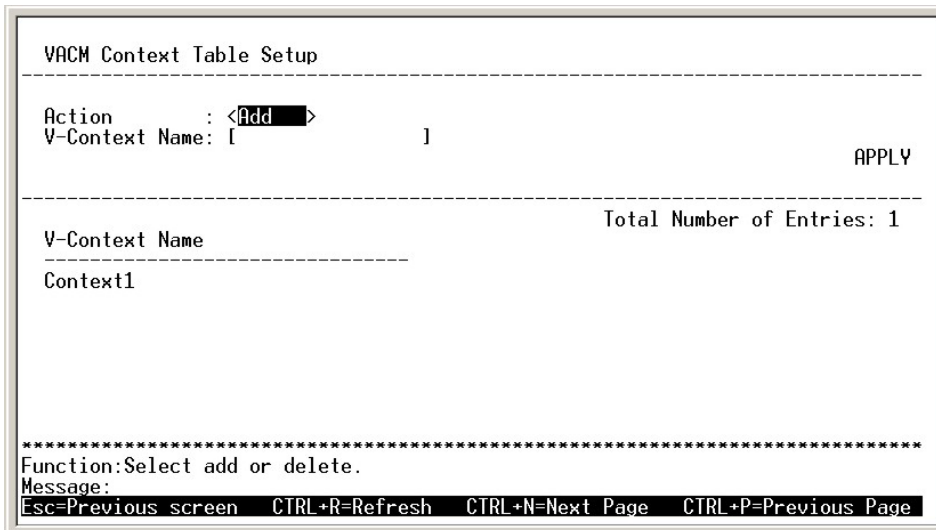 VACM Context Table Setup
--------------------------------------------------------------------------------
Action        : <Add   >
V-Context Name: [                ]
APPLY
--------------------------------------------------------------------------------
Total Number of Entries: 1
V-Context Name
--------------------------------
Context1
********************************************************************************
Function:Select add or delete.
Message:
Esc=Previous screen   CTRL+R=Refresh   CTRL+N=Next Page   CTRL+P=Previous Page